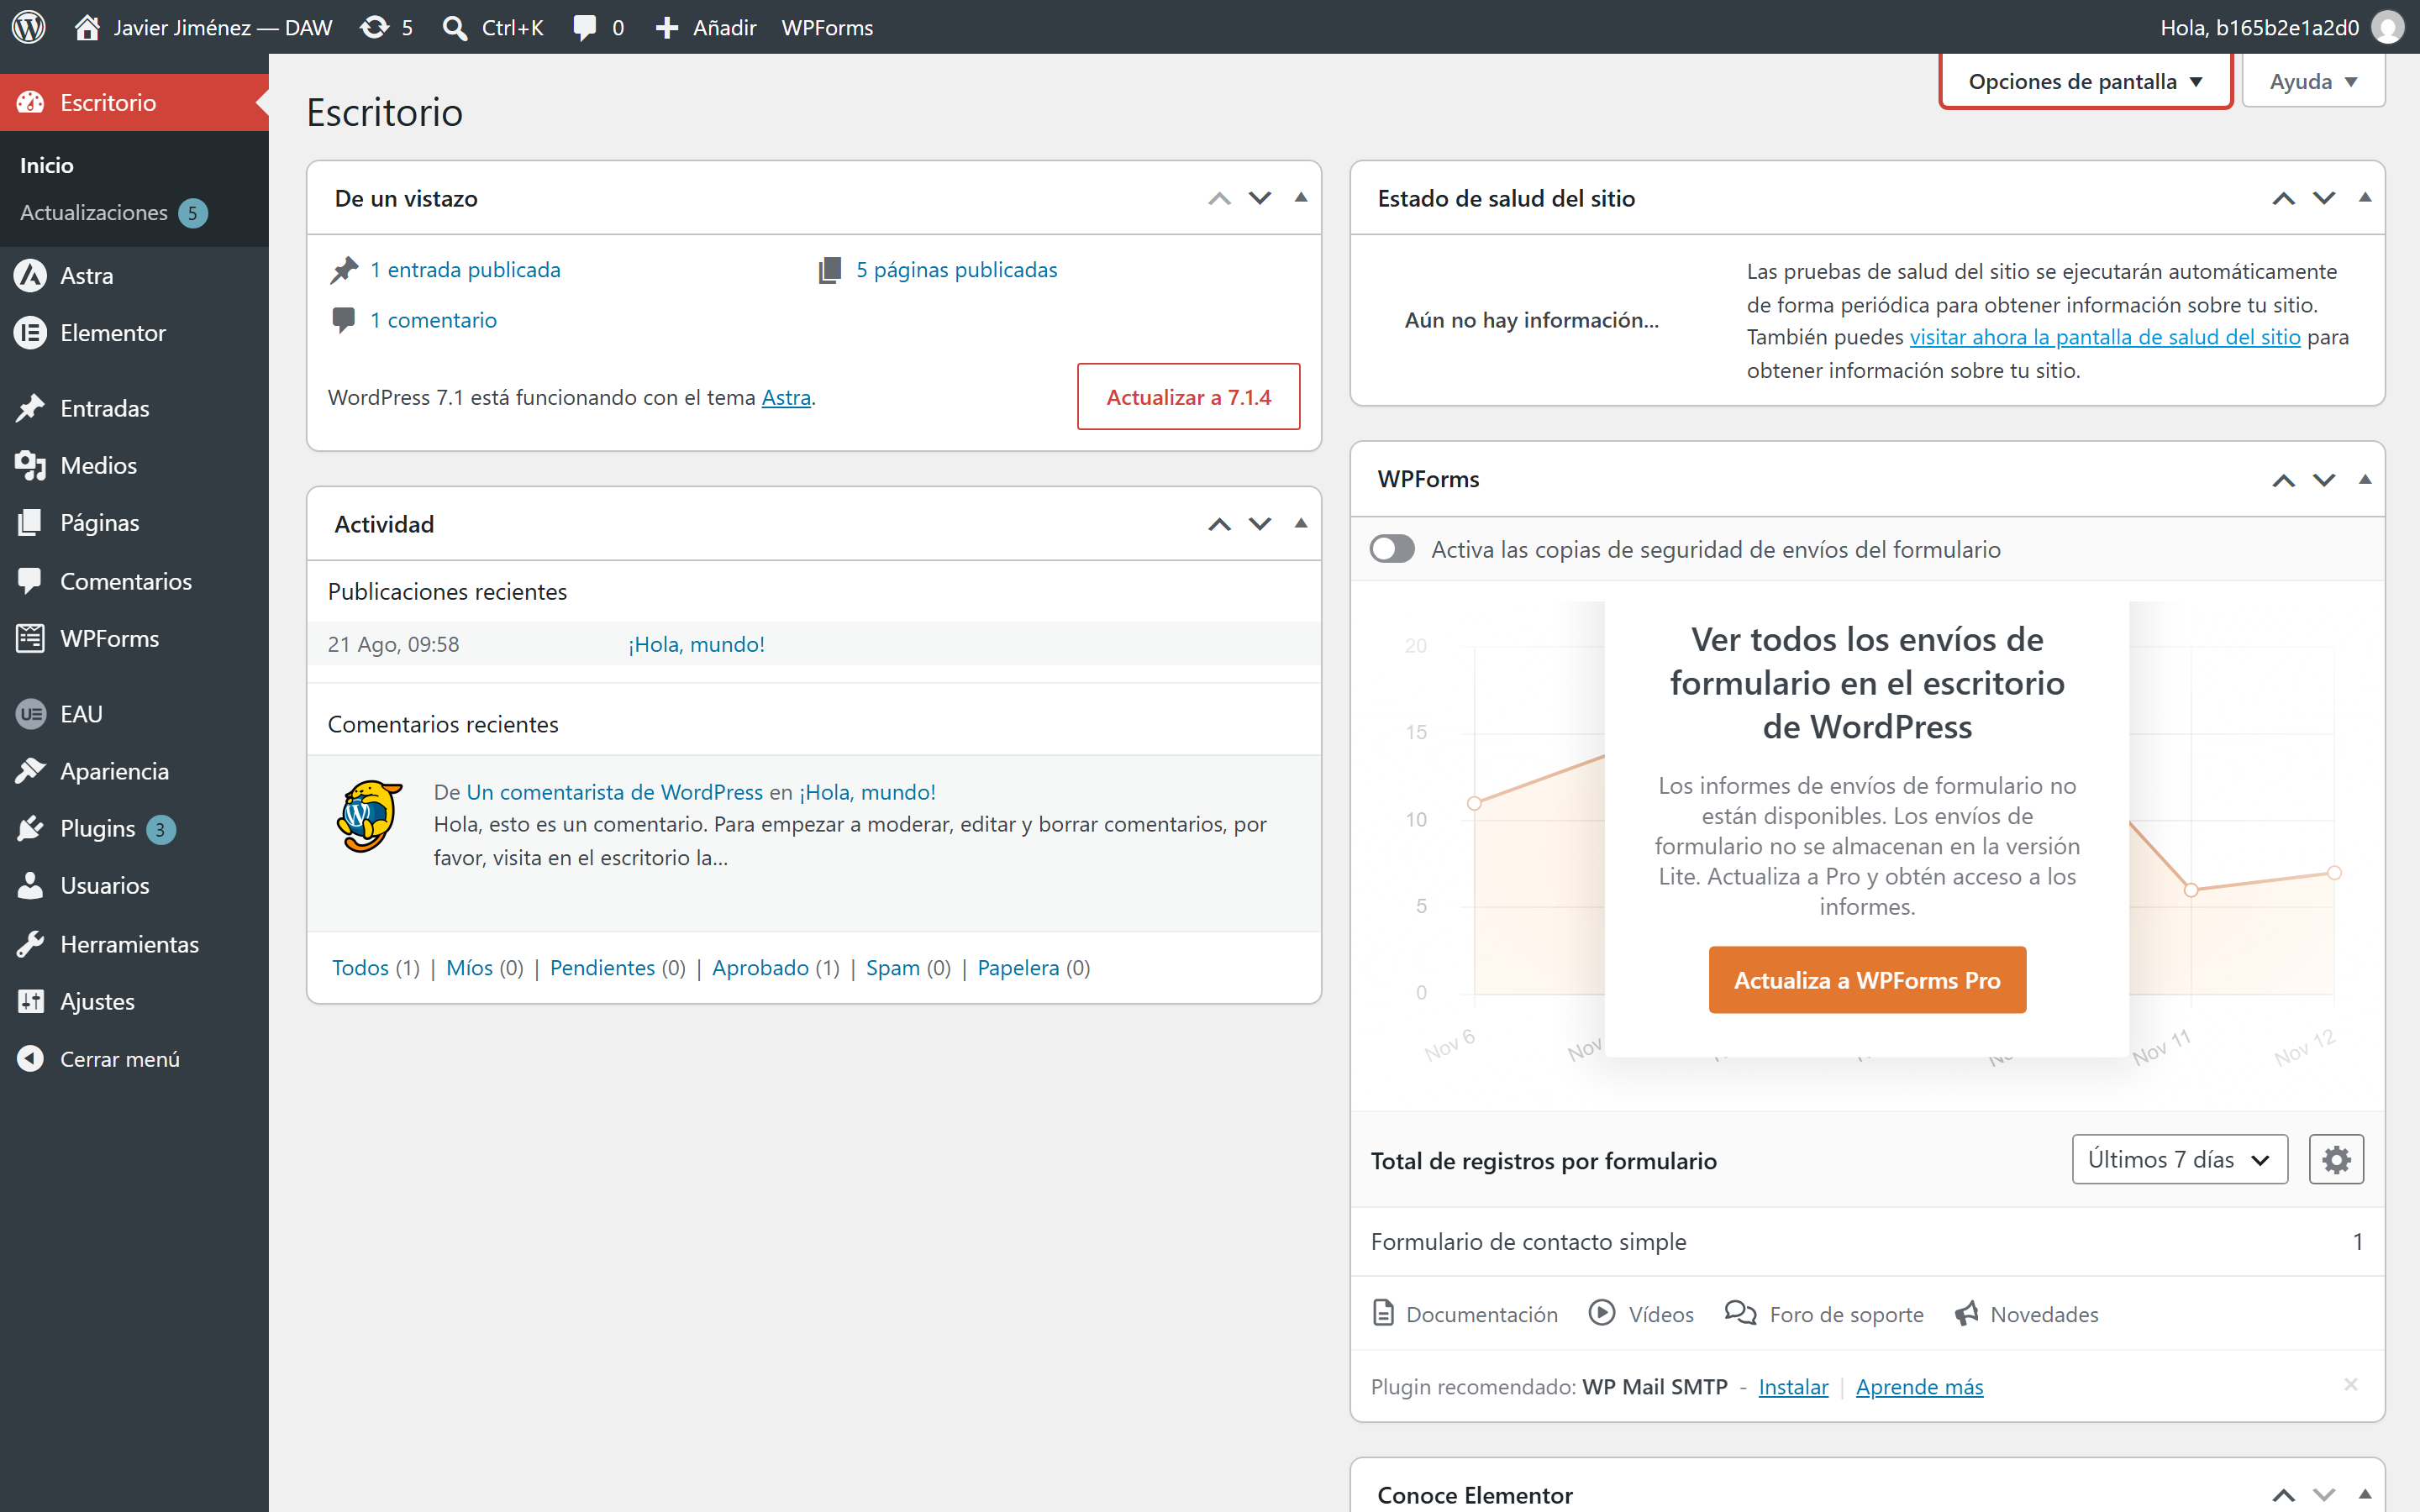 Javier Jiménez — DAW 5 Ctrl+K 0 Añadir WPForms
Hola, b165b2e1a2d0
Escritorio
Inicio
Actualizaciones 5
Astra
Elementor
Entradas
Medios
Páginas
Comentarios
WPForms
EAU
Apariencia
Plugins 3
Usuarios
Herramientas
Ajustes
Cerrar menú
Opciones de pantalla
Ayuda
Escritorio
De un vistazo
1 entrada publicada
5 páginas publicadas
1 comentario
WordPress 7.1 está funcionando con el tema Astra.
Actualizar a 7.1.4
Actividad
Publicaciones recientes
21 Ago, 09:58 ¡Hola, mundo!
Comentarios recientes
De Un comentarista de WordPress en ¡Hola, mundo!
Hola, esto es un comentario. Para empezar a moderar, editar y borrar comentarios, por
favor, visita en el escritorio la...
Todos (1) | Míos (0) | Pendientes (0) | Aprobado (1) | Spam (0) | Papelera (0)
Estado de salud del sitio
Aún no hay información...
Las pruebas de salud del sitio se ejecutarán automáticamente
de forma periódica para obtener información sobre tu sitio.
También puedes visitar ahora la pantalla de salud del sitio para
obtener información sobre tu sitio.
WPForms
Activa las copias de seguridad de envíos del formulario
20
15
10
5
0
Ver todos los envíos de
formulario en el escritorio
de WordPress
Los informes de envíos de formulario no
están disponibles. Los envíos de
formulario no se almacenan en la versión
Lite. Actualiza a Pro y obtén acceso a los
informes.
Actualiza a WPForms Pro
Nov 6
Nov
Nov 11
Nov 12
Total de registros por formulario
Últimos 7 días
Formulario de contacto simple 1
Documentación Vídeos Foro de soporte Novedades
Plugin recomendado: WP Mail SMTP - Instalar | Aprende más
Conoce Elementor